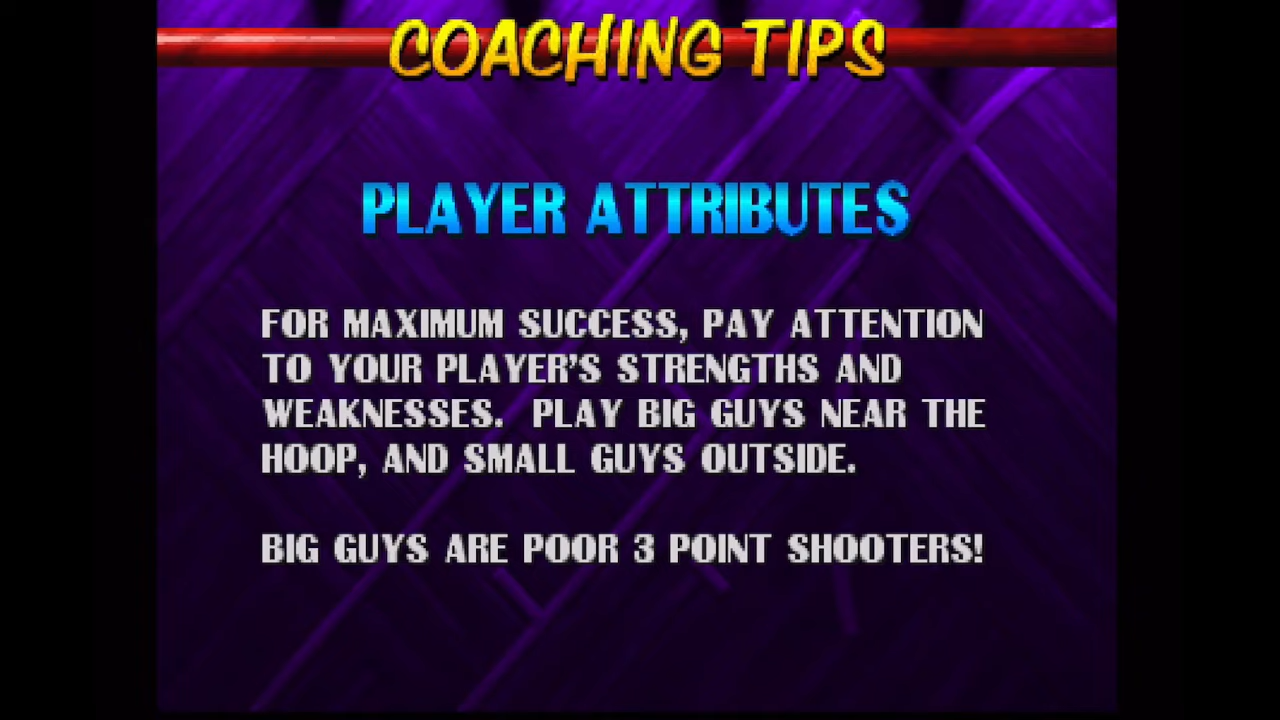 COACHING TIPS
PLAYER ATTRIBUTES
FOR MAXIMUM SUCCESS, PAY ATTENTION
TO YOUR PLAYER'S STRENGTHS AND
WEAKNESSES.  PLAY BIG GUYS NEAR THE
HOOP, AND SMALL GUYS OUTSIDE.
BIG GUYS ARE POOR 3 POINT SHOOTERS!